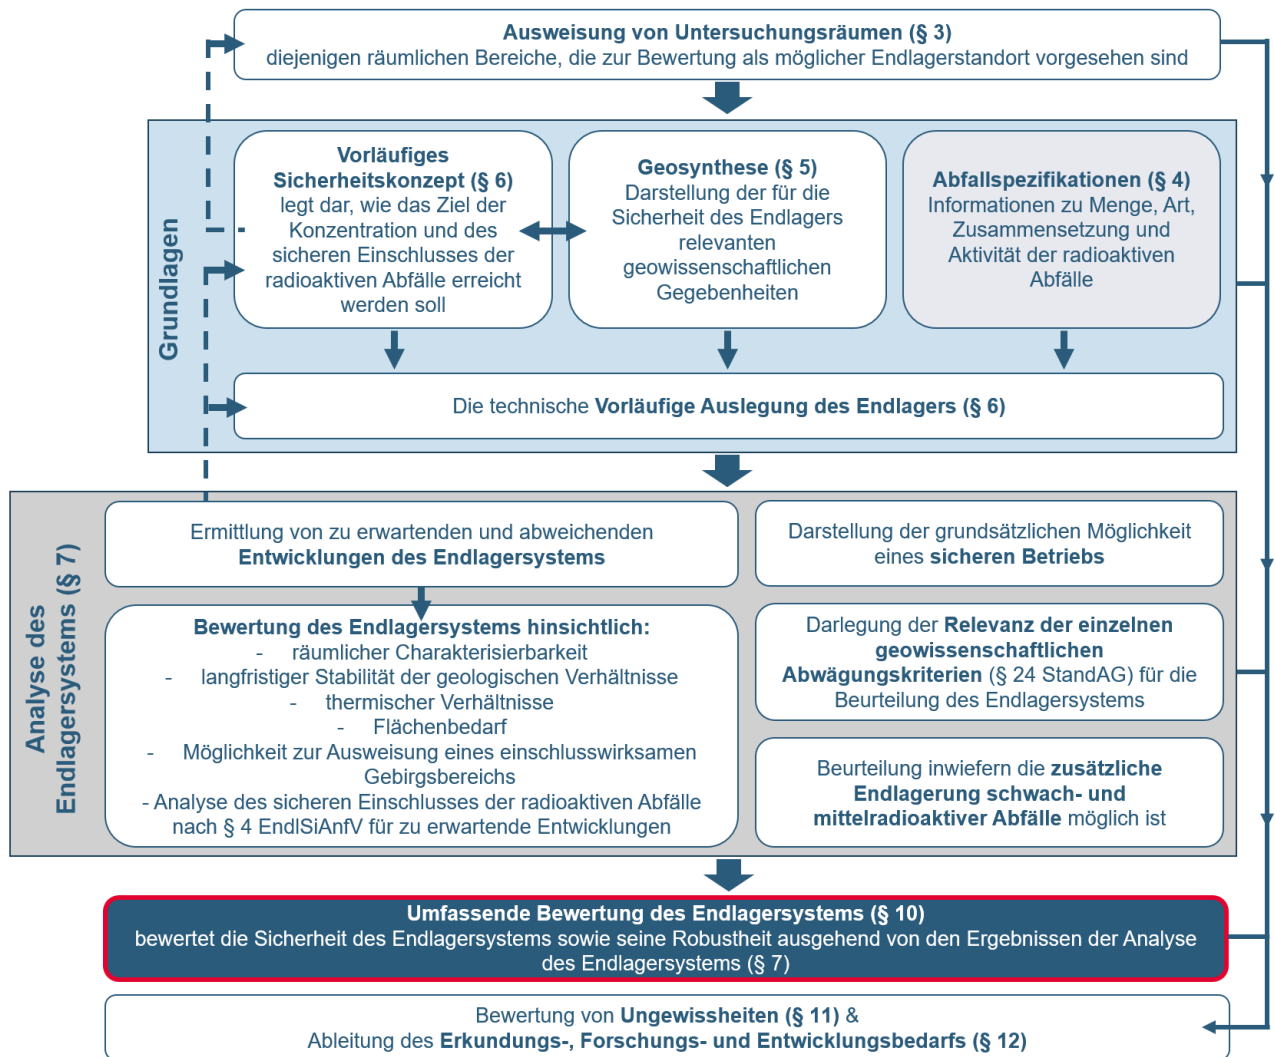 Ausweisung von Untersuchungsräumen (§ 3)
diejenigen räumlichen Bereiche, die zur Bewertung als möglicher Endlagerstandort vorgesehen sind
Grundlagen
Vorläufiges
Sicherheitskonzept (§ 6)
legt dar, wie das Ziel der
Konzentration und des
sicheren Einschlusses der
radioaktiven Abfälle erreicht
werden soll
Geosynthese (§ 5)
Darstellung der für die
Sicherheit des Endlagers
relevanten
geowissenschaftlichen
Gegebenheiten
Abfallspezifikationen (§ 4)
Informationen zu Menge, Art,
Zusammensetzung und
Aktivität der radioaktiven
Abfälle
Die technische Vorläufige Auslegung des Endlagers (§ 6)
Analyse des
Endlagersystems (§ 7)
Ermittlung von zu erwartenden und abweichenden
Entwicklungen des Endlagersystems
Bewertung des Endlagersystems hinsichtlich:
- räumlicher Charakterisierbarkeit
- langfristiger Stabilität der geologischen Verhältnisse
- thermischer Verhältnisse
- Flächenbedarf
- Möglichkeit zur Ausweisung eines einschlusswirksamen
Gebirgsbereichs
- Analyse des sicheren Einschlusses der radioaktiven Abfälle
nach § 4 EndlSiAnfV für zu erwartende Entwicklungen
Darstellung der grundsätzlichen Möglichkeit
eines sicheren Betriebs
Darlegung der Relevanz der einzelnen
geowissenschaftlichen
Abwägungskriterien (§ 24 StandAG) für die
Beurteilung des Endlagersystems
Beurteilung inwiefern die zusätzliche
Endlagerung schwach- und
mittelradioaktiver Abfälle möglich ist
Umfassende Bewertung des Endlagersystems (§ 10)
bewertet die Sicherheit des Endlagersystems sowie seine Robustheit ausgehend von den Ergebnissen der Analyse
des Endlagersystems (§ 7)
Bewertung von Ungewissheiten (§ 11) &
Ableitung des Erkundungs-, Forschungs- und Entwicklungsbedarfs (§ 12)